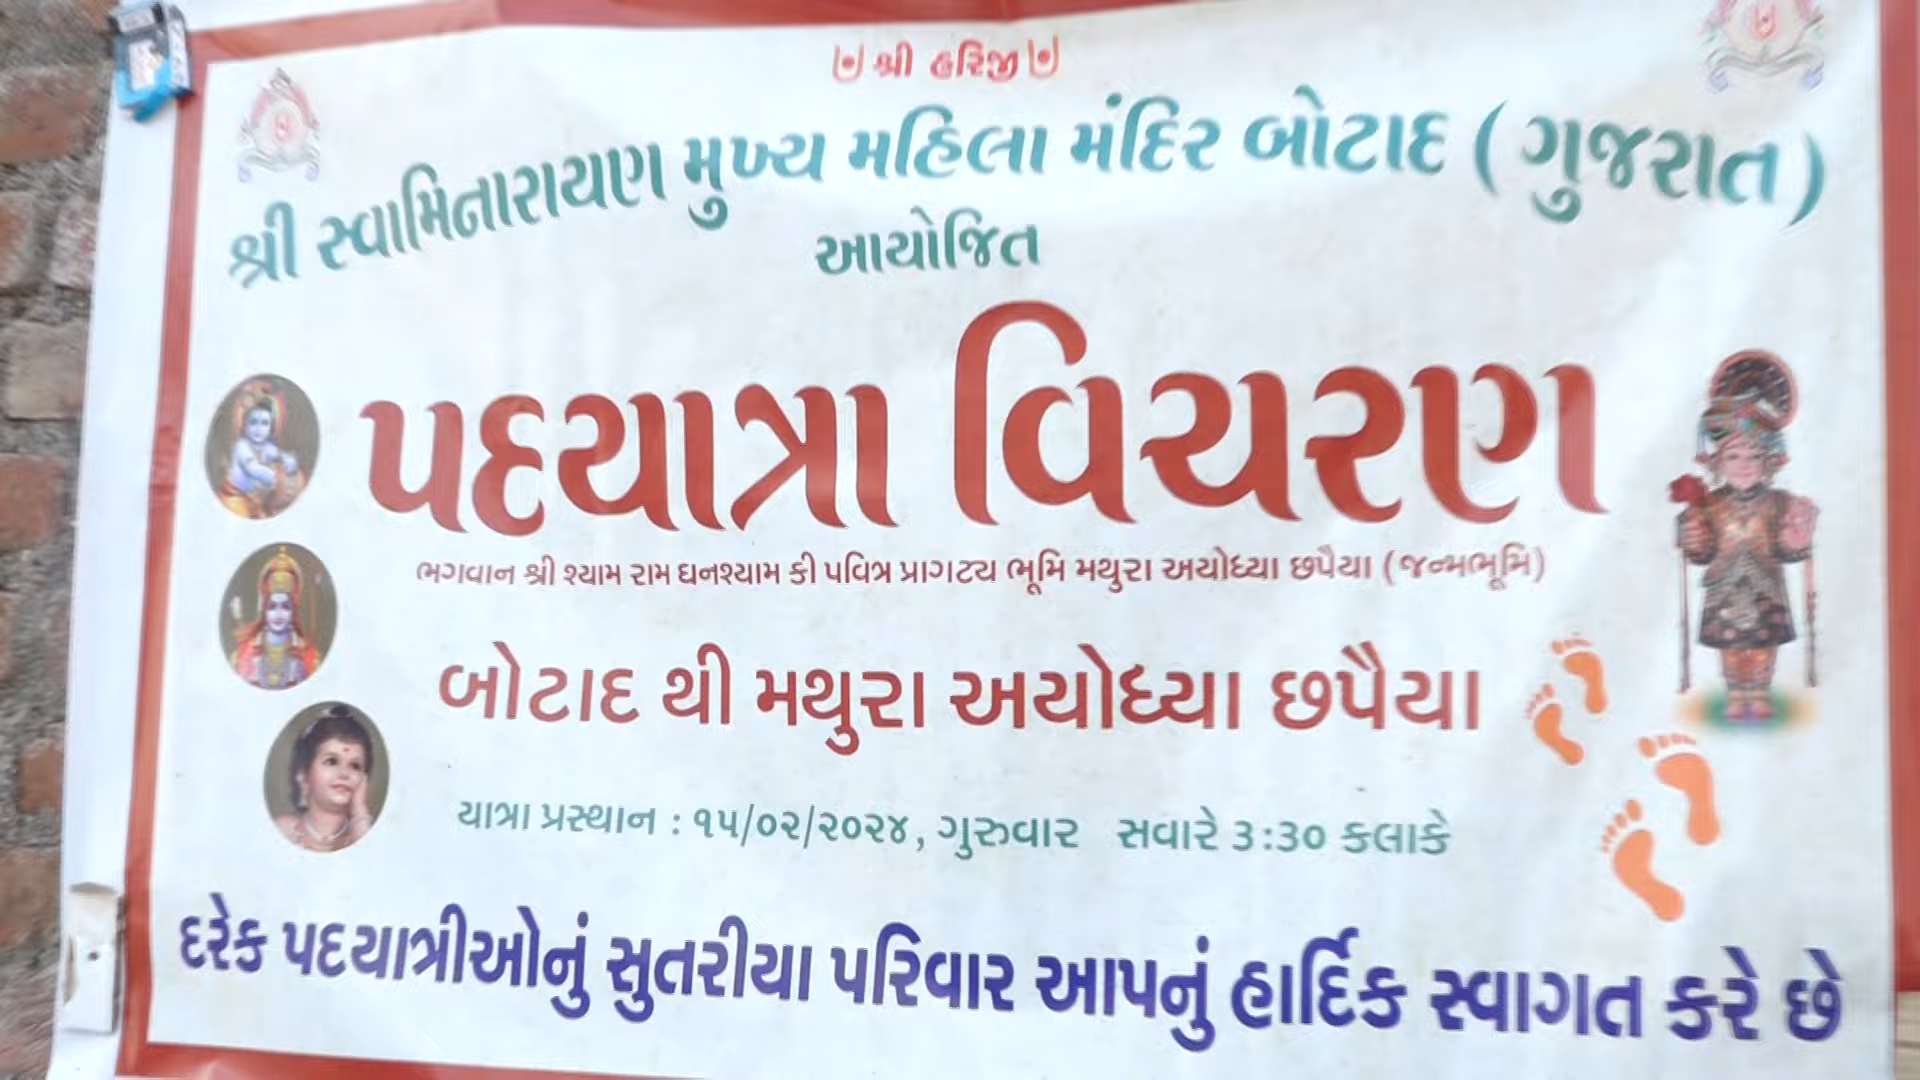 શ્રી હરિજી
શ્રી સ્વામિનારાયણ મુખ્ય મહિલા મંદિર બોટાદ (ગુજરાત)
આયોજિત
પદયાત્રા વિચરણ
ભગવાન શ્રી શ્યામ રામ ઘનશ્યામ કી પવિત્ર પ્રાગટ્ય ભૂમિ મથુરા અયોધ્યા છપૈયા (જન્મભૂમિ)
બોટાદ થી મથુરા અયોધ્યા છપૈયા
યાત્રા પ્રસ્થાન : ૧૫/૦૨/૨૦૨૪, ગુરુવાર સવારે ૩:૩૦ કલાકે
દરેક પદયાત્રીઓનું સુતરીયા પરિવાર આપનું હાર્દિક સ્વાગત કરે છે